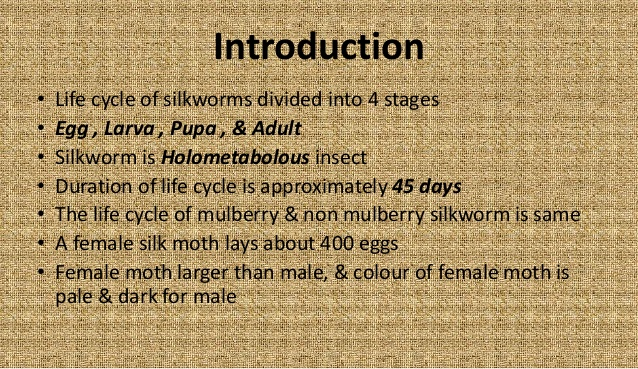 Introduction
• Life cycle of silkworms divided into 4 stages
• Egg , Larva , Pupa , & Adult
• Silkworm is Holometabolous insect
• Duration of life cycle is approximately 45 days
• The life cycle of mulberry & non mulberry silkworm is same
• A female silk moth lays about 400 eggs
• Female moth larger than male, & colour of female moth is
pale & dark for male